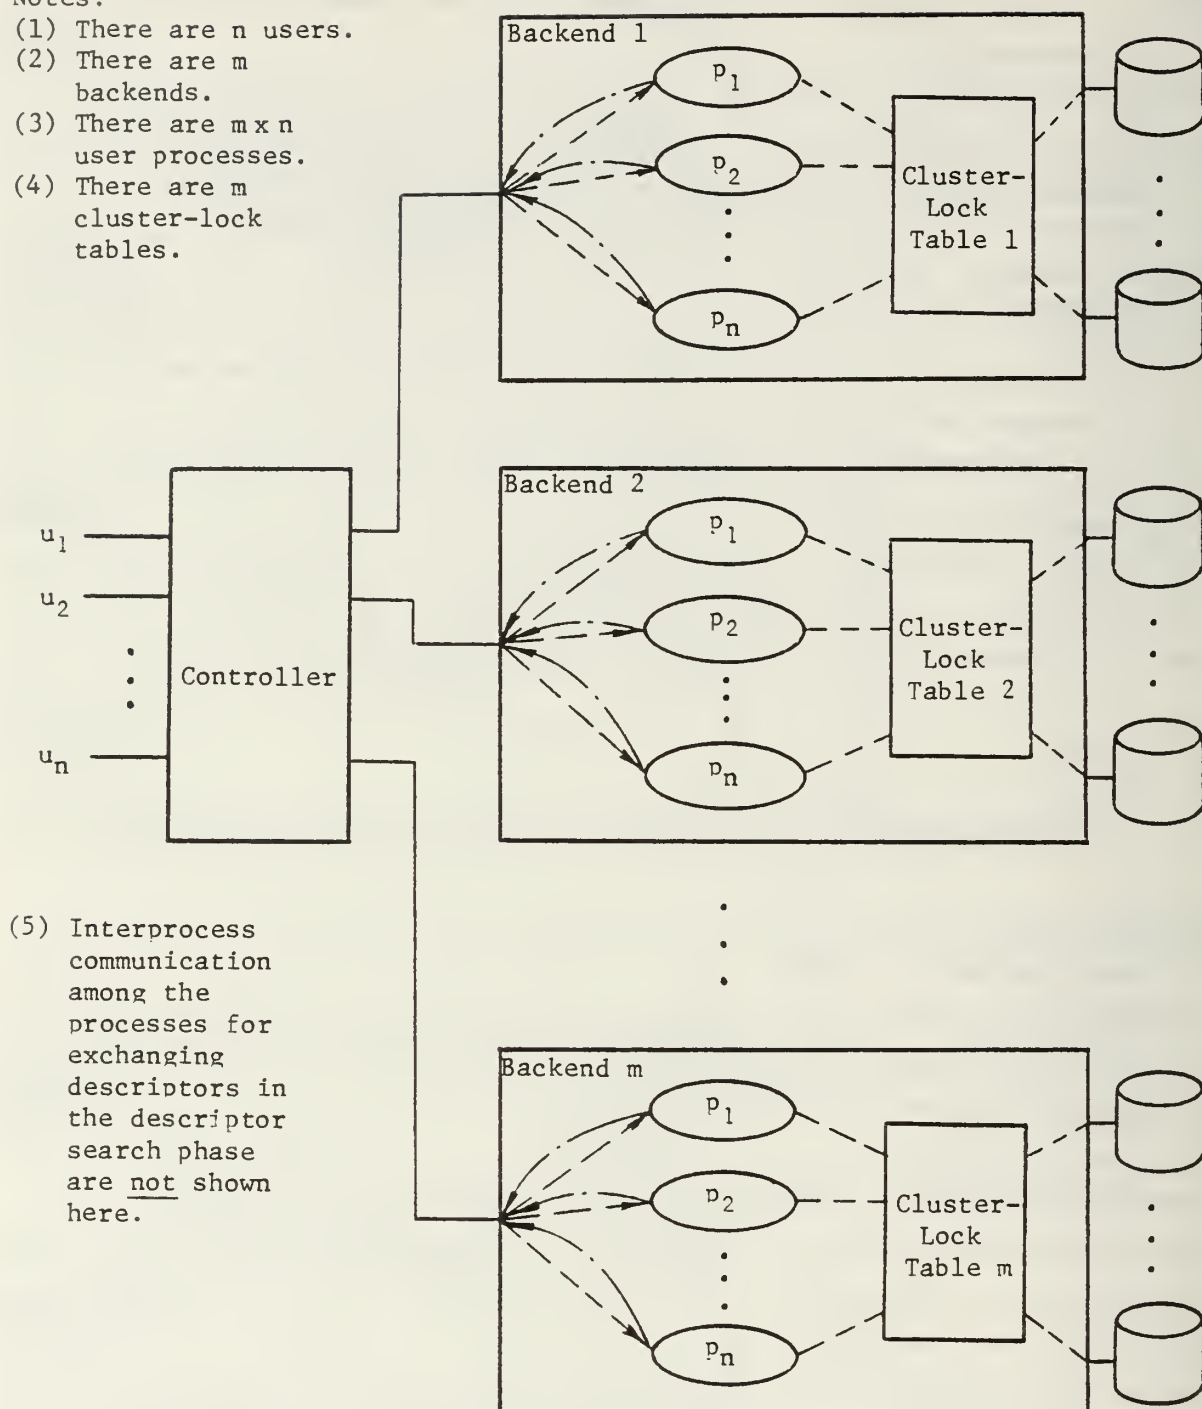 Notes:
(1) There are n users.
(2) There are m
backends.
(3) There are m x n
user processes.
(4) There are m
cluster-lock
tables.
Backend 1
p1
p2
pn
Cluster-
Lock
Table 1
u1
u2
un
Controller
Backend 2
p1
p2
pn
Cluster-
Lock
Table 2
(5) Interprocess
communication
among the
processes for
exchanging
descriptors in
the descriptor
search phase
are not shown
here.
Backend m
p1
p2
pn
Cluster-
Lock
Table m